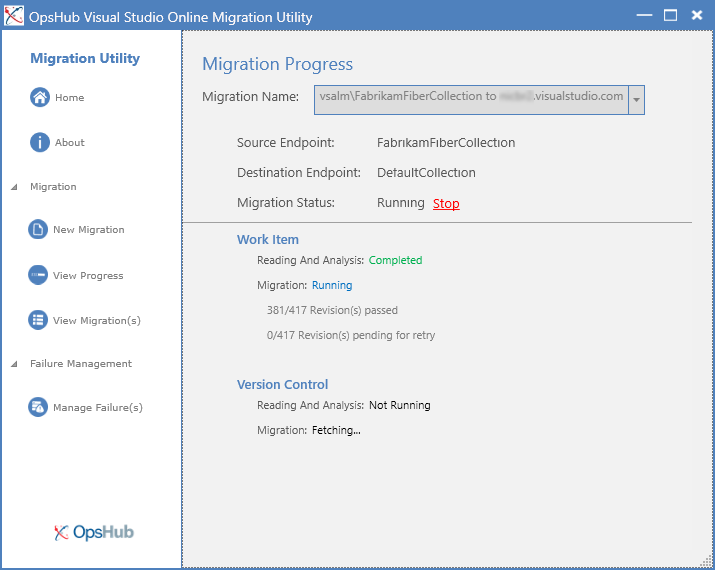 OpsHub Visual Studio Online Migration Utility
Migration Utility
Home
About
Migration
New Migration
View Progress
View Migration(s)
Failure Management
Manage Failure(s)
OpsHub
Migration Progress
Migration Name: vsalm\FabrikamFiberCollection to .visualstudio.com
Source Endpoint: FabrikamFiberCollection
Destination Endpoint: DefaultCollection
Migration Status: Running Stop
Work Item
Reading And Analysis: Completed
Migration: Running
381/417 Revision(s) passed
0/417 Revision(s) pending for retry
Version Control
Reading And Analysis: Not Running
Migration: Fetching...